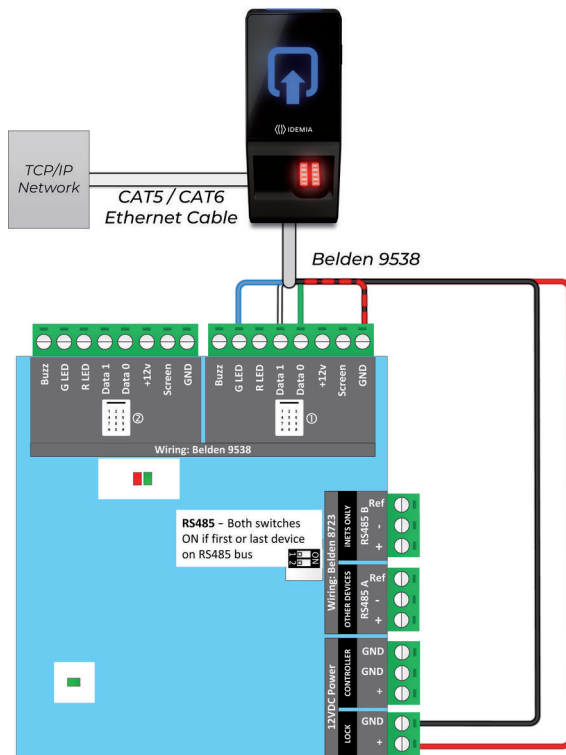 IDEMIA
TCP/IP
Network
CAT5 / CAT6
Ethernet Cable
Belden 9538
Buzz
G LED
R LED
Data 1
Data 0
+12v
Screen
GND
②
Buzz
G LED
R LED
Data 1
Data 0
+12v
Screen
GND
①
Wiring: Belden 9538
RS485 – Both switches
ON if first or last device
on RS485 bus
ON
1 2
Wiring: Belden 8723
iNETS ONLY
RS485 B
Ref
-
+
OTHER DEVICES
RS485 A
Ref
-
+
12VDC Power
CONTROLLER
GND
GND
+
LOCK
GND
+